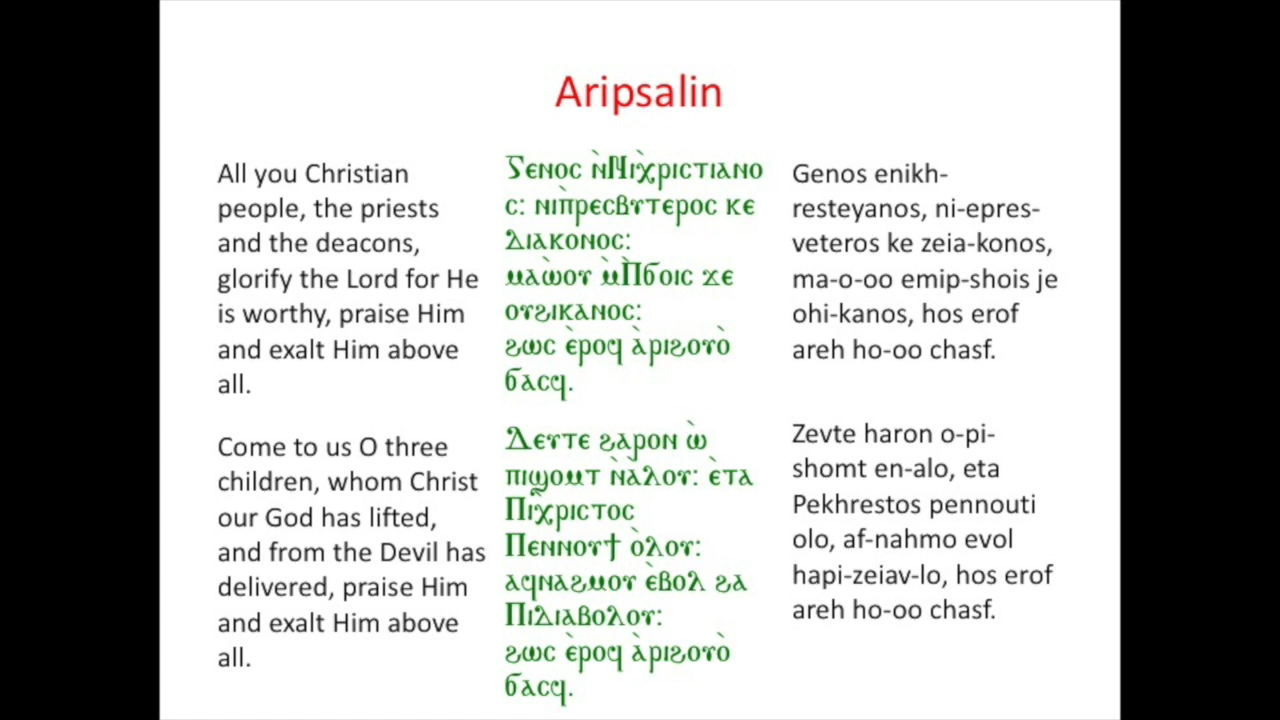 Aripsalin
All you Christian
people, the priests
and the deacons,
glorify the Lord for He
is worthy, praise Him
and exalt Him above
all.
Come to us O three
children, whom Christ
our God has lifted,
and from the Devil has
delivered, praise Him
and exalt Him above
all.
Ⲅⲉⲛⲟⲥ ⲛ̀Ⲛⲓⲭ̀ⲣⲓⲥⲧⲓⲁⲛⲟ
ⲥ: ⲛⲓⲡ̀ⲣⲉⲥⲃⲩⲧⲉⲣⲟⲥ ⲕⲉ
Ⲇⲓⲁⲕⲟⲛⲟⲥ:
ⲙⲁⲱ̀ⲟⲩ ⲙ̀Ⲡϭⲟⲓⲥ ϫⲉ
ⲟⲩϩⲓⲕⲁⲛⲟⲥ:
ϩⲱⲥ ⲉ̀ⲣⲟϥ ⲁ̀ⲣⲓϩⲟⲩⲟ̀
ϭⲁⲥϥ.
Ⲇⲉⲩⲧⲉ ϩⲁⲣⲟⲛ ⲱ̀
ⲡⲓϣⲟⲙⲧ ⲛ̀ⲁⲗⲟⲩ: ⲉ̀ⲧⲁ
Ⲡⲓⲭ̀ⲣⲓⲥⲧⲟⲥ
Ⲡⲉⲛⲛⲟⲩϯ ⲟ̀ⲗⲟⲩ:
ⲁϥⲛⲁϩⲙⲟⲩ ⲉ̀ⲃⲟⲗ ϩⲁ
Ⲡⲓⲇⲓⲁⲃⲟⲗⲟⲩ:
ϩⲱⲥ ⲉ̀ⲣⲟϥ ⲁ̀ⲣⲓϩⲟⲩⲟ̀
ϭⲁⲥϥ.
Genos enikh-
resteyanos, ni-epres-
veteros ke zeia-konos,
ma-o-oo emip-shois je
ohi-kanos, hos erof
areh ho-oo chasf.
Zevte haron o-pi-
shomt en-alo, eta
Pekhrestos pennouti
olo, af-nahmo evol
hapi-zeiav-lo, hos erof
areh ho-oo chasf.